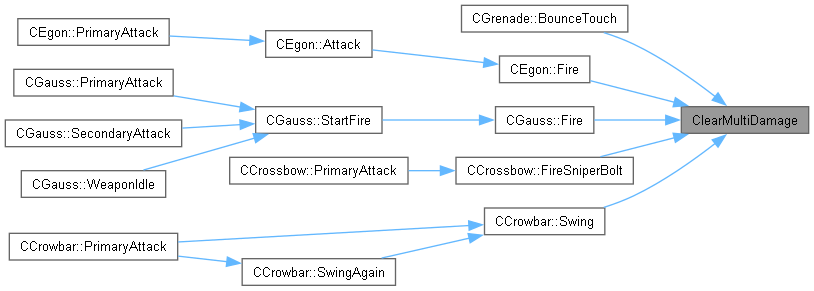 CGrenade::BounceTouch
CEgon::PrimaryAttack
CEgon::Attack
CEgon::Fire
CGauss::PrimaryAttack
CGauss::StartFire
CGauss::Fire
ClearMultiDamage
CGauss::SecondaryAttack
CGauss::WeaponIdle
CCrossbow::PrimaryAttack
CCrossbow::FireSniperBolt
CCrowbar::Swing
CCrowbar::PrimaryAttack
CCrowbar::SwingAgain